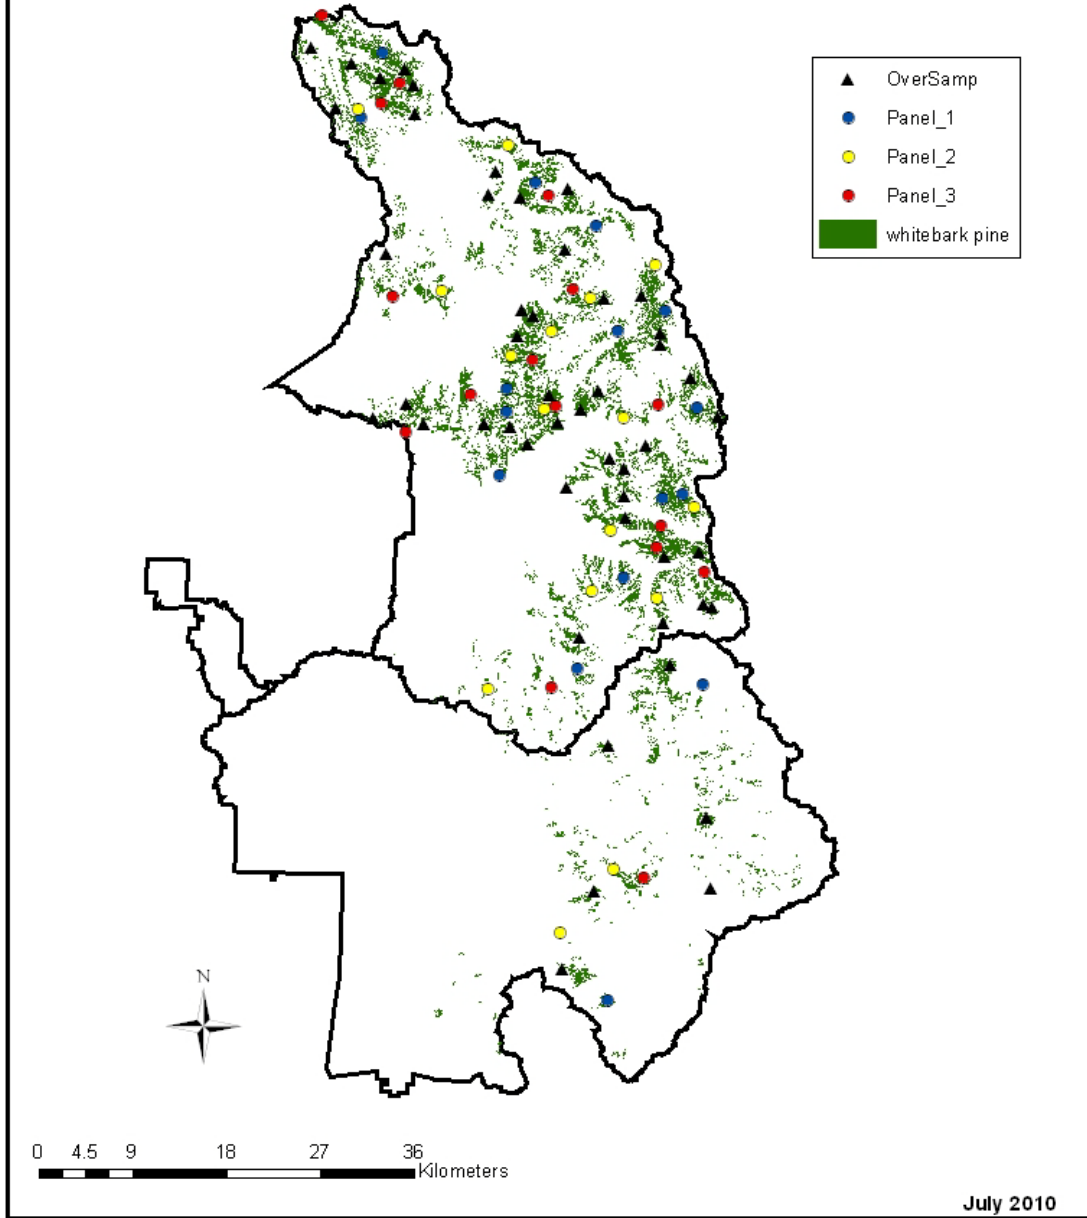 OverSamp
Panel_1
Panel_2
Panel_3
whitebark pine
N
0 4.5 9 18 27 36
Kilometers
July 2010